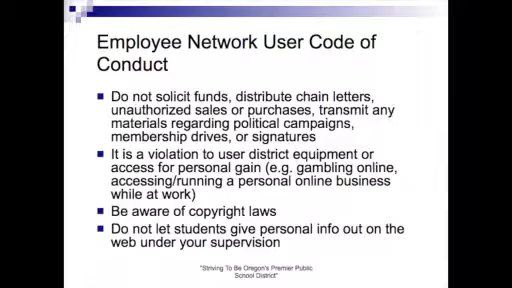 Employee Network User Code of
Conduct
Do not solicit funds, distribute chain letters,
unauthorized sales or purchases, transmit any
materials regarding political campaigns,
membership drives, or signatures
It is a violation to user district equipment or
access for personal gain (e.g. gambling online,
accessing/running a personal online business
while at work)
Be aware of copyright laws
Do not let students give personal info out on the
web under your supervision
"Striving To Be Oregon's Premier Public
School District"